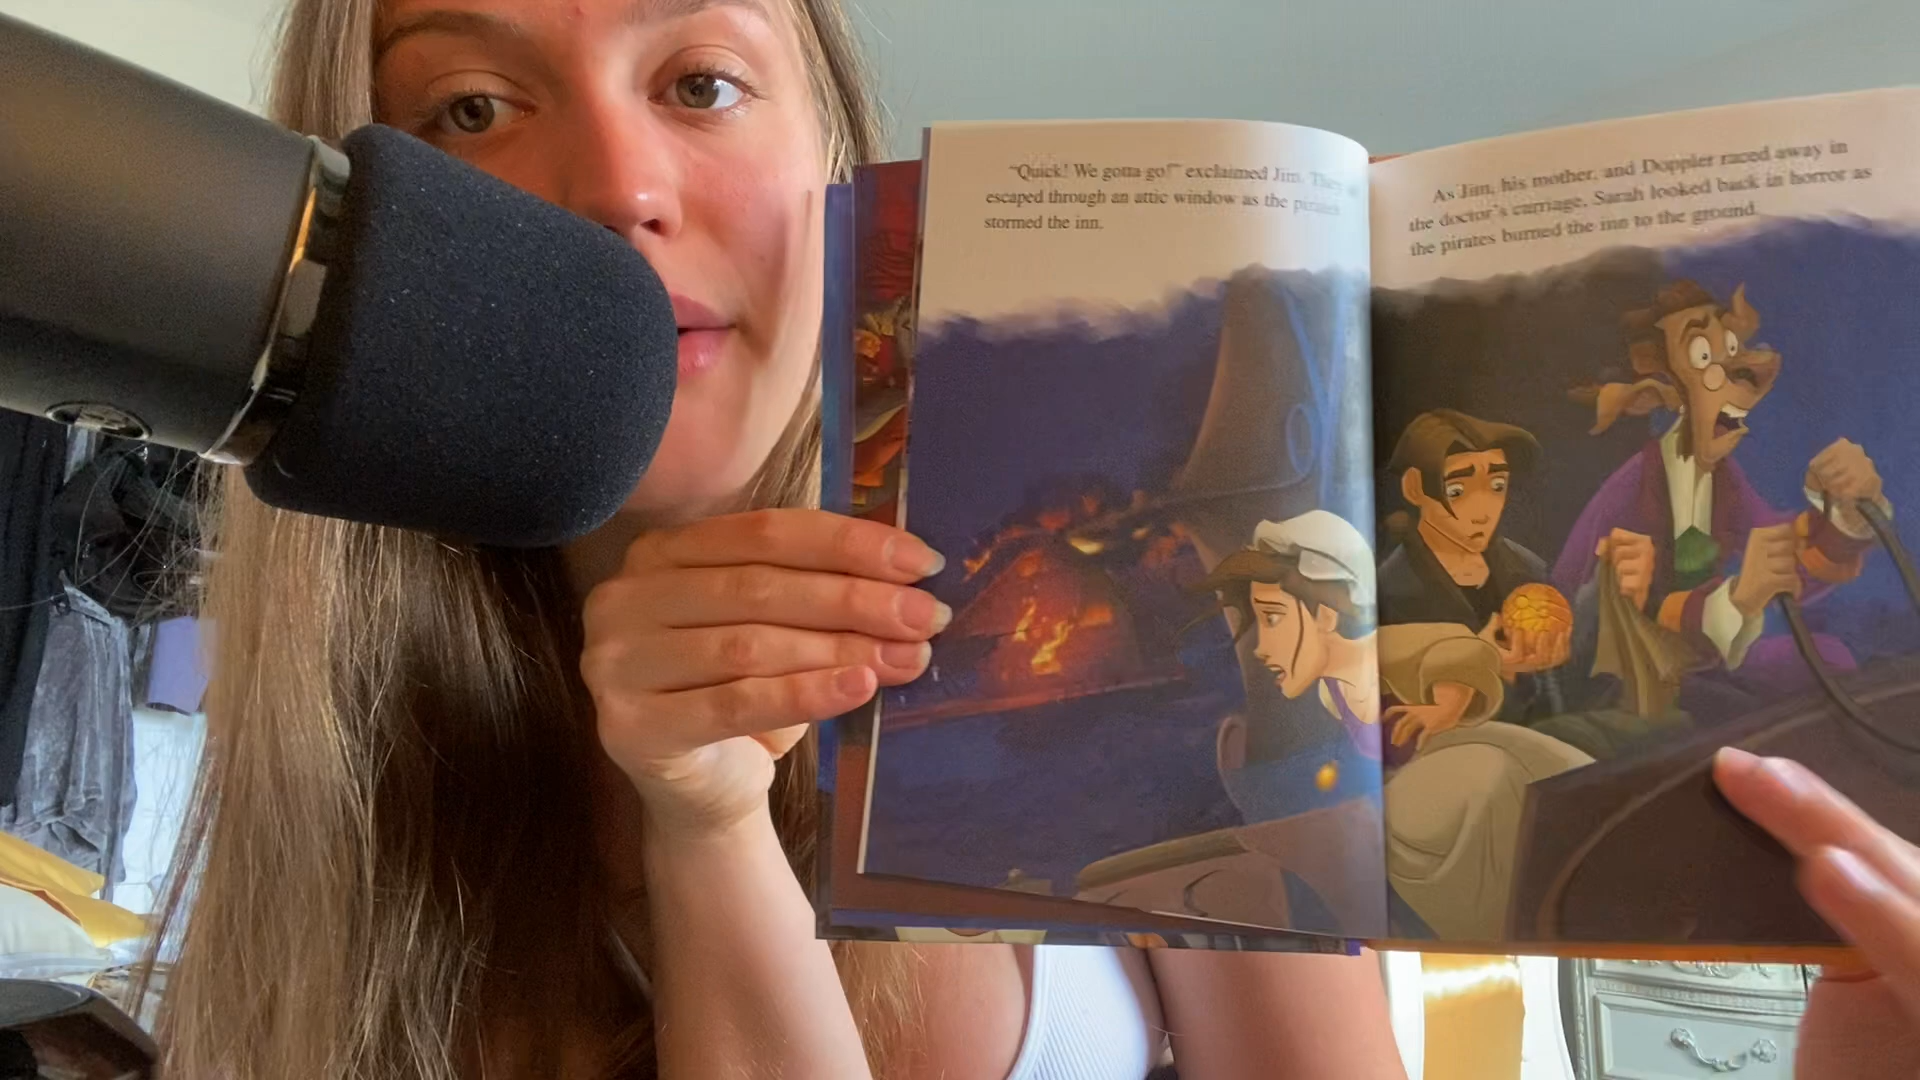 “Quick! We gotta go!” exclaimed Jim. They
escaped through an attic window as the pirates
stormed the inn.
As Jim, his mother, and Doppler raced away in
the doctor’s carriage, Sarah looked back in horror as
the pirates burned the inn to the ground.